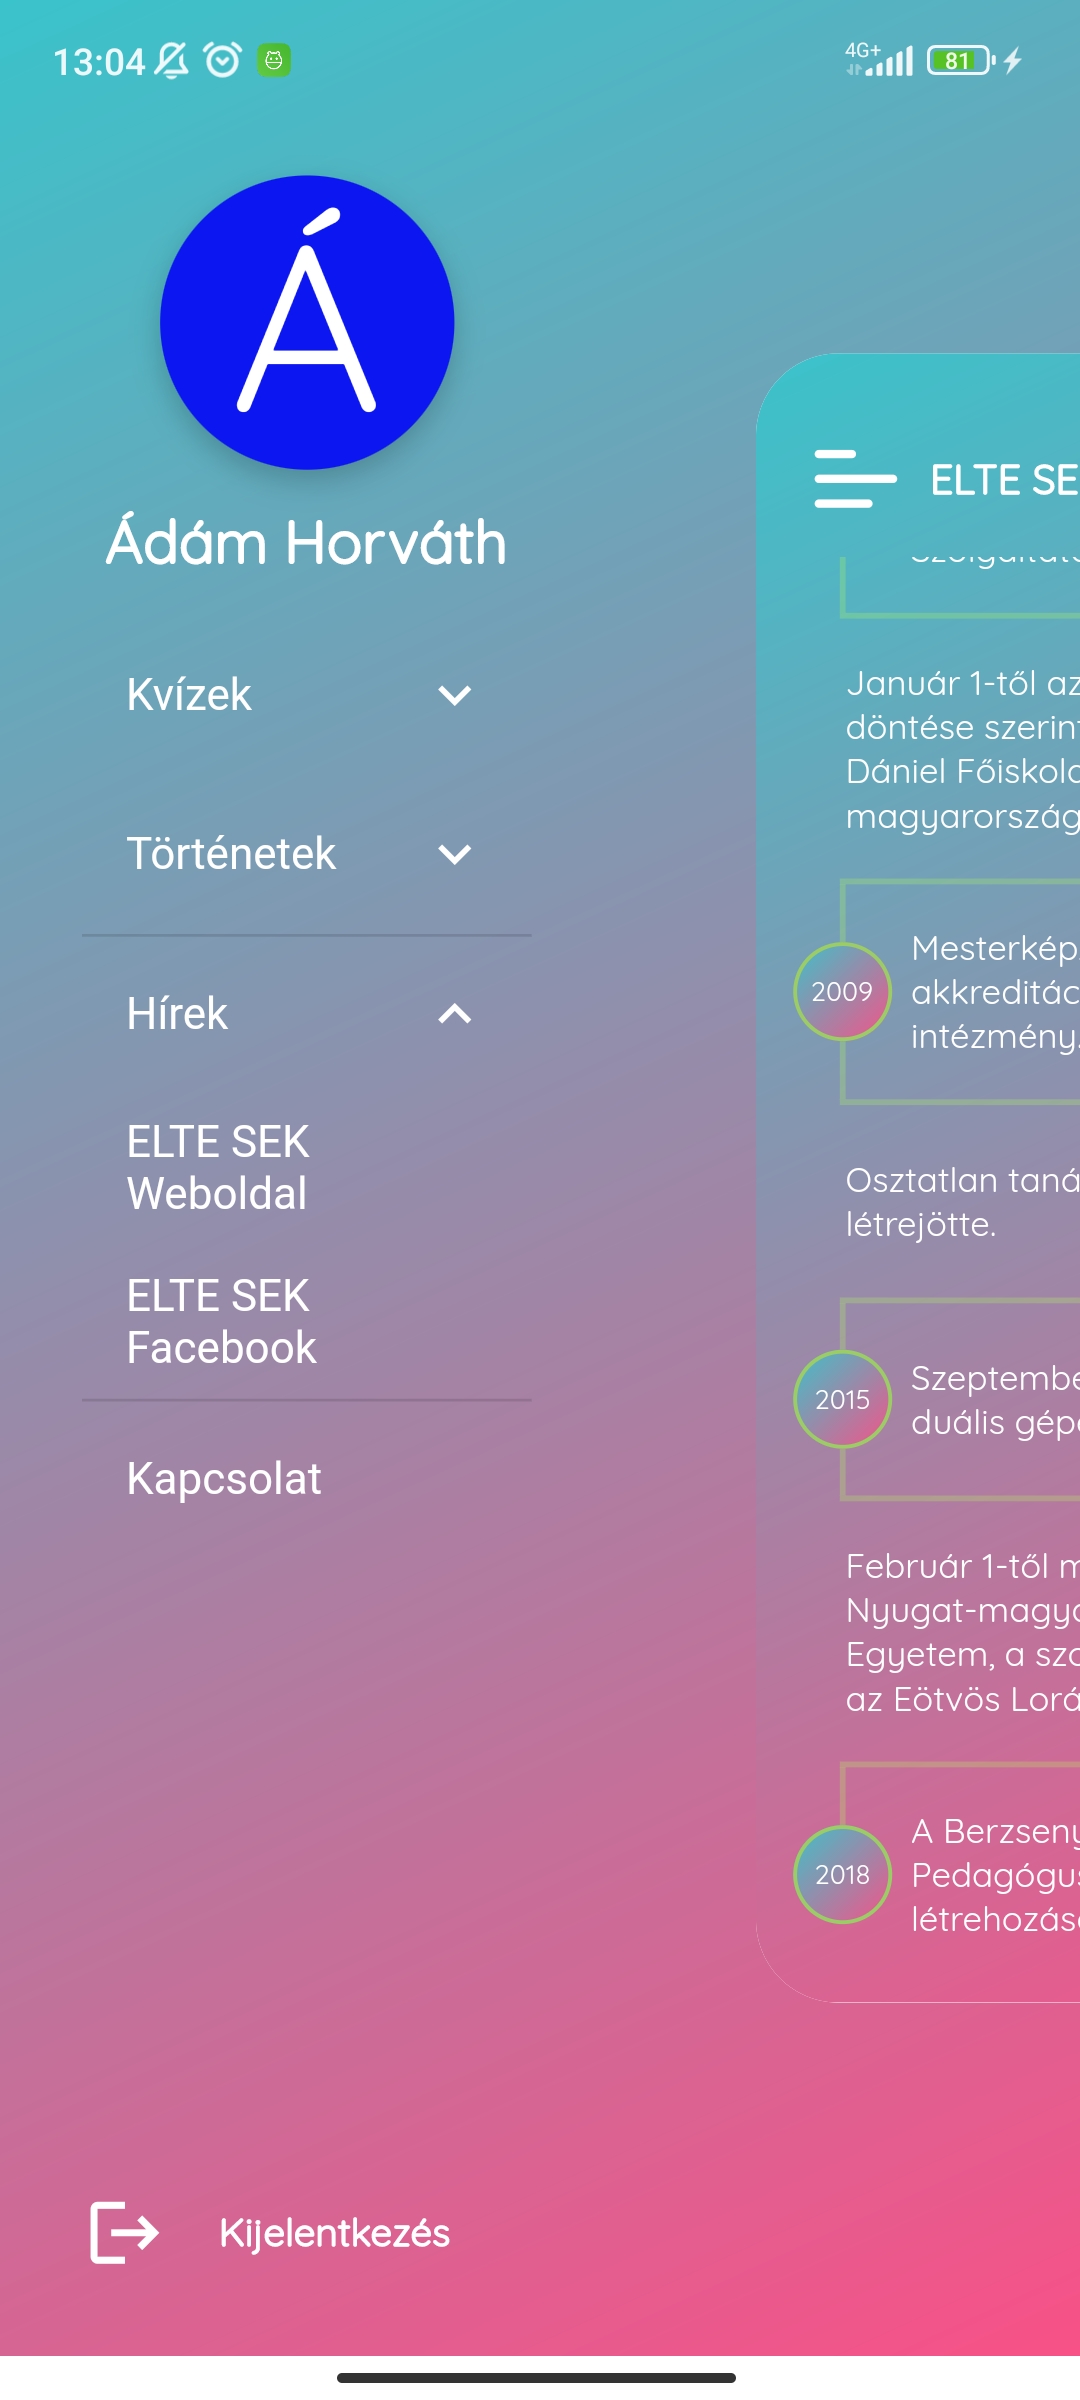 13:04
4G+
81
Á
Ádám Horváth
Kvízek
Történetek
Hírek
ELTE SEK
Weboldal
ELTE SEK
Facebook
Kapcsolat
Kijelentkezés
ELTE SE
Január 1-től az
döntése szerint
Dániel Főiskola
magyarország
2009
Mesterkép
akkreditác
intézmény.
Osztatlan taná
létrejötte.
2015
Szeptembe
duális gép
Február 1-től m
Nyugat-magya
Egyetem, a szo
az Eötvös Lorá
2018
A Berzseny
Pedagógus
létrehozás